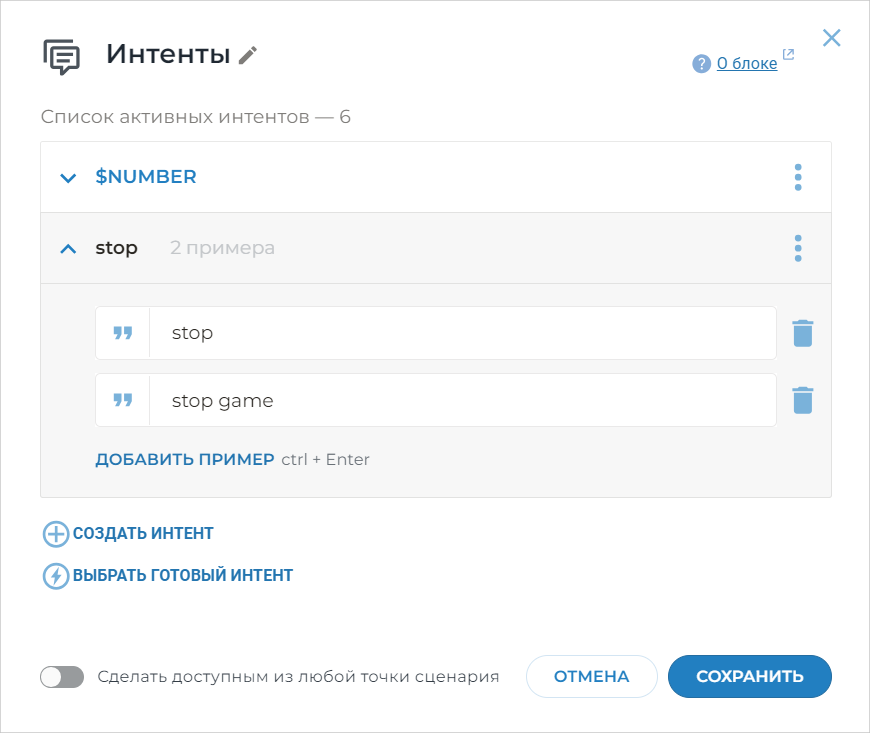 Интенты
? О блоке
Список активных интентов — 6
$NUMBER
stop 2 примера
stop
stop game
ДОБАВИТЬ ПРИМЕР ctrl + Enter
СОЗДАТЬ ИНТЕНТ
ВЫБРАТЬ ГОТОВЫЙ ИНТЕНТ
Сделать доступным из любой точки сценария ОТМЕНА СОХРАНИТЬ